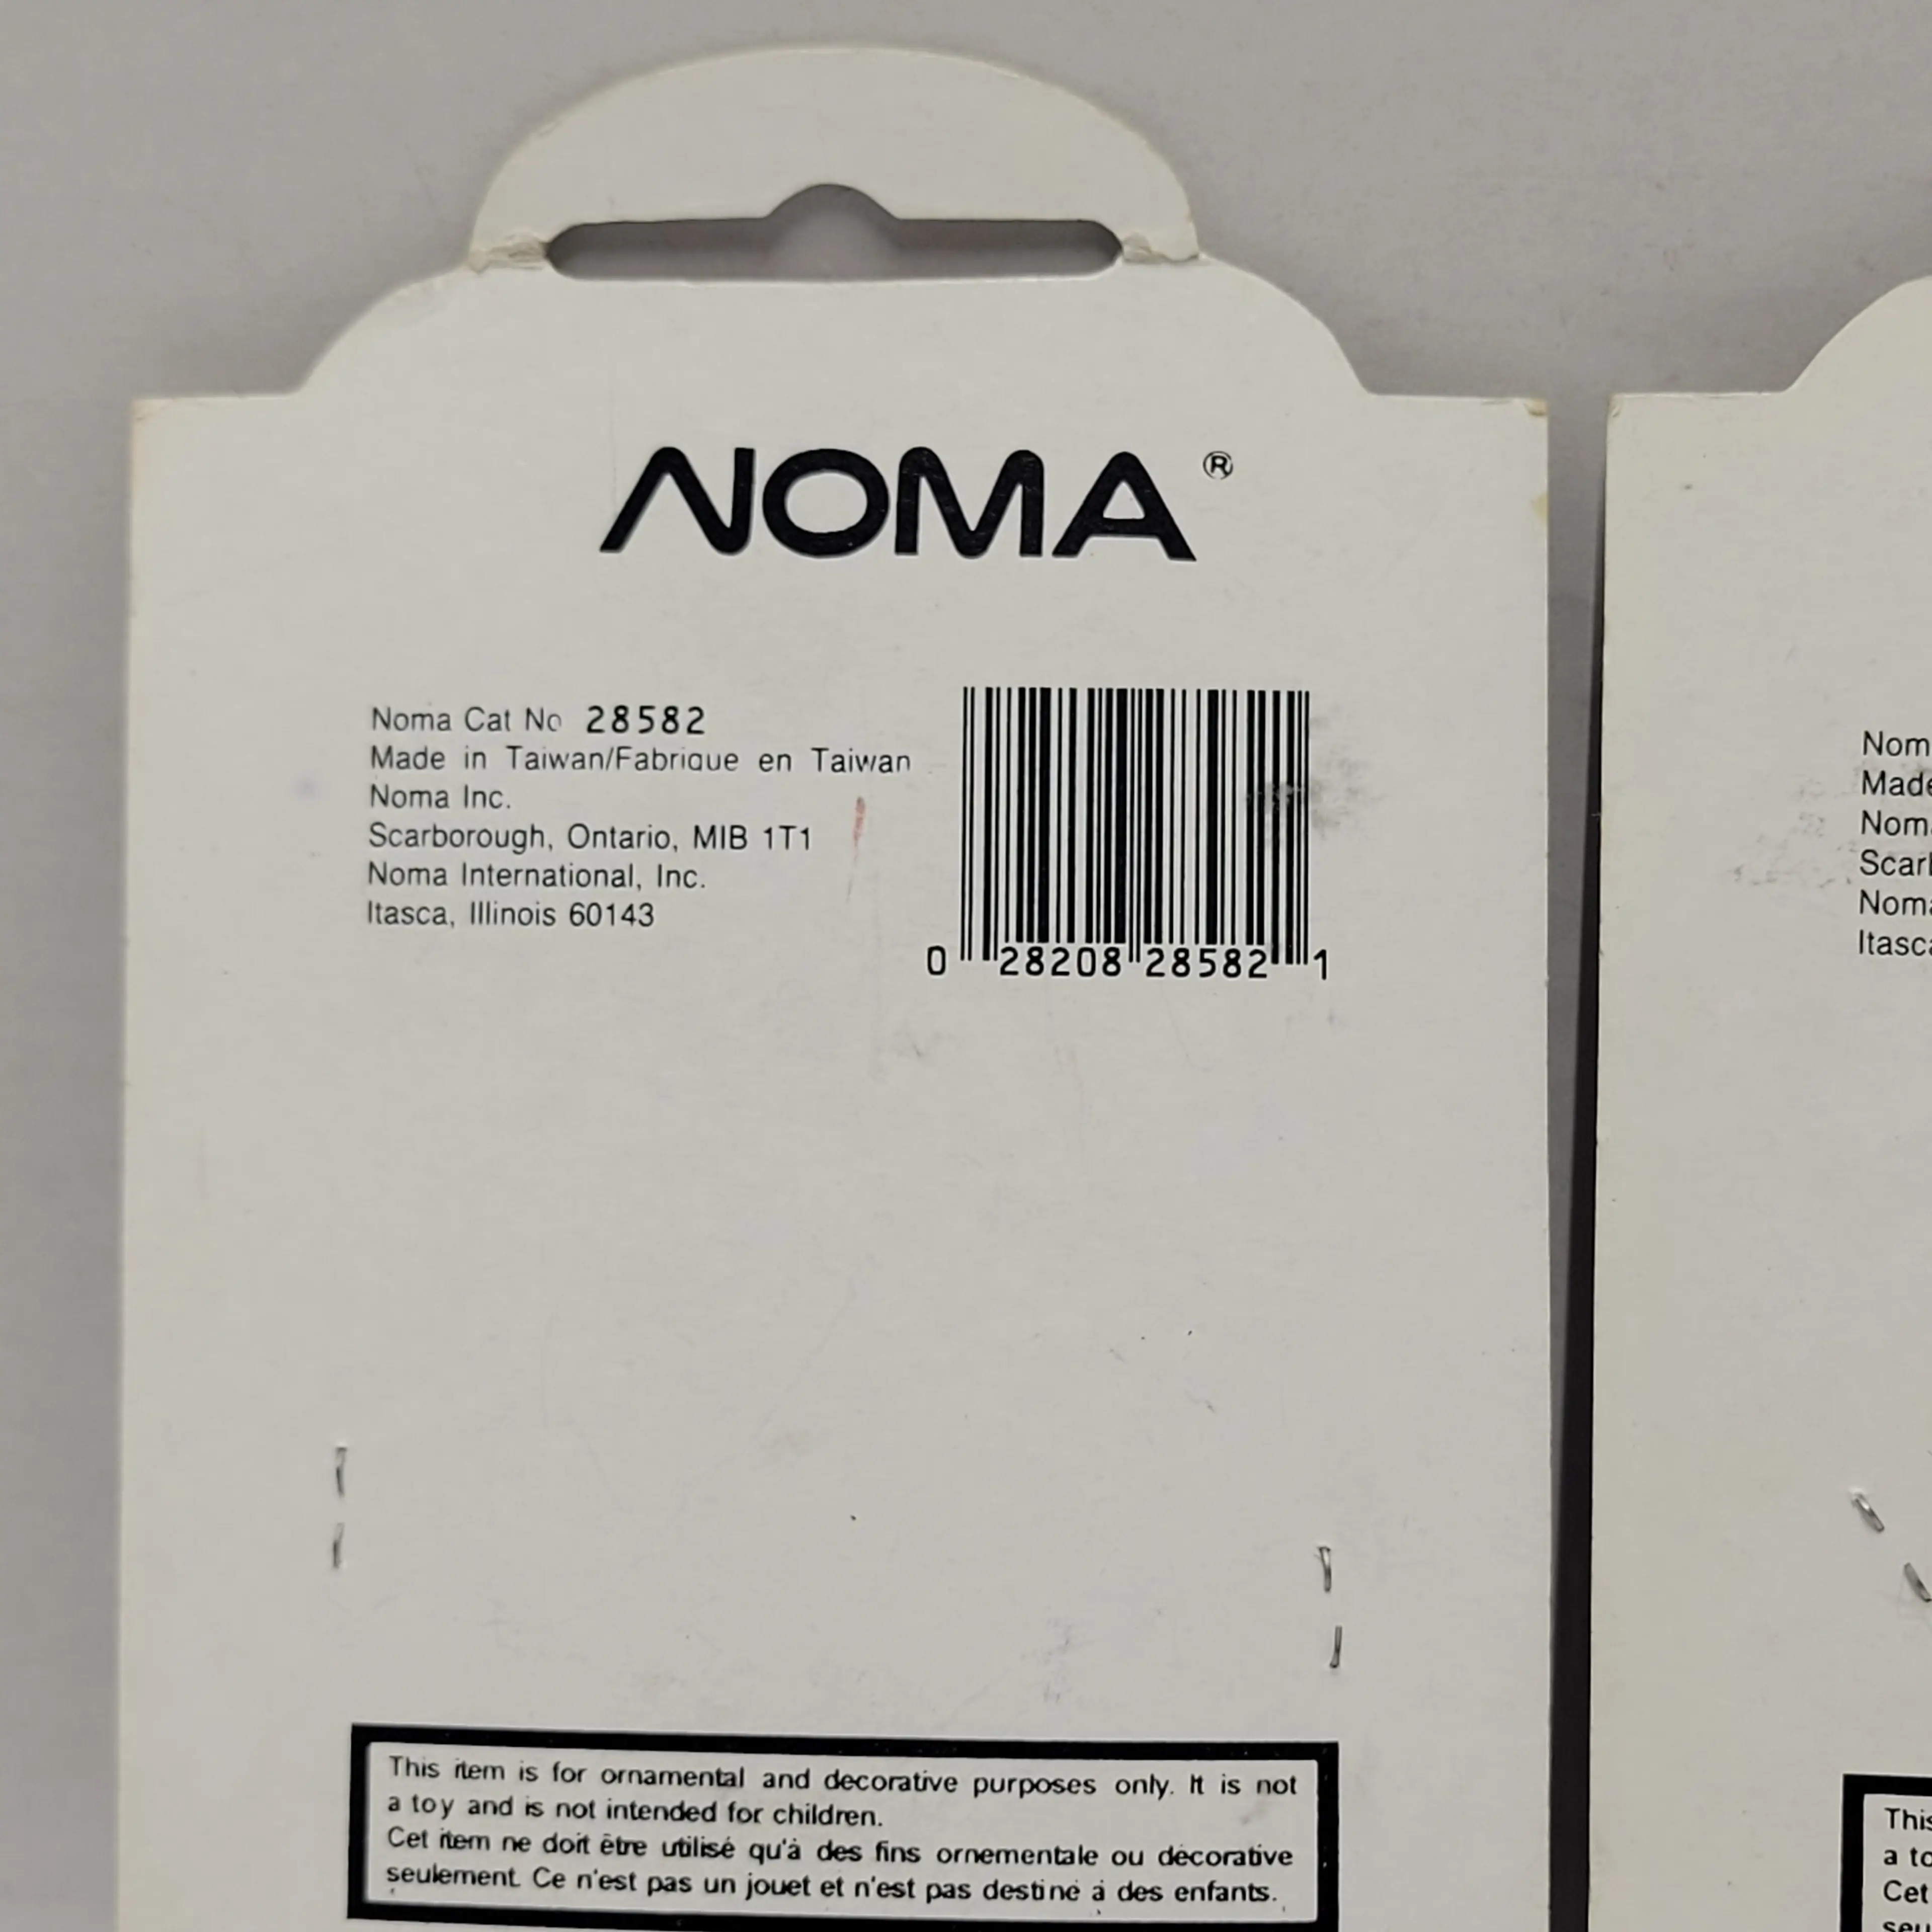 NOMA®
Noma Cat No 28582
Made in Taiwan/Fabrique en Taiwan
Noma Inc.
Scarborough, Ontario, MIB 1T1
Noma International, Inc.
Itasca, Illinois 60143
0 28208 28582 1
This item is for ornamental and decorative purposes only. It is not
a toy and is not intended for children.
Cet item ne doit être utilisé qu'à des fins ornementale ou décorative
seulement. Ce n'est pas un jouet et n'est pas destiné à des enfants.
Nom
Made
Noma
Scarb
Noma
Itasca
This
a to
Cet
seu